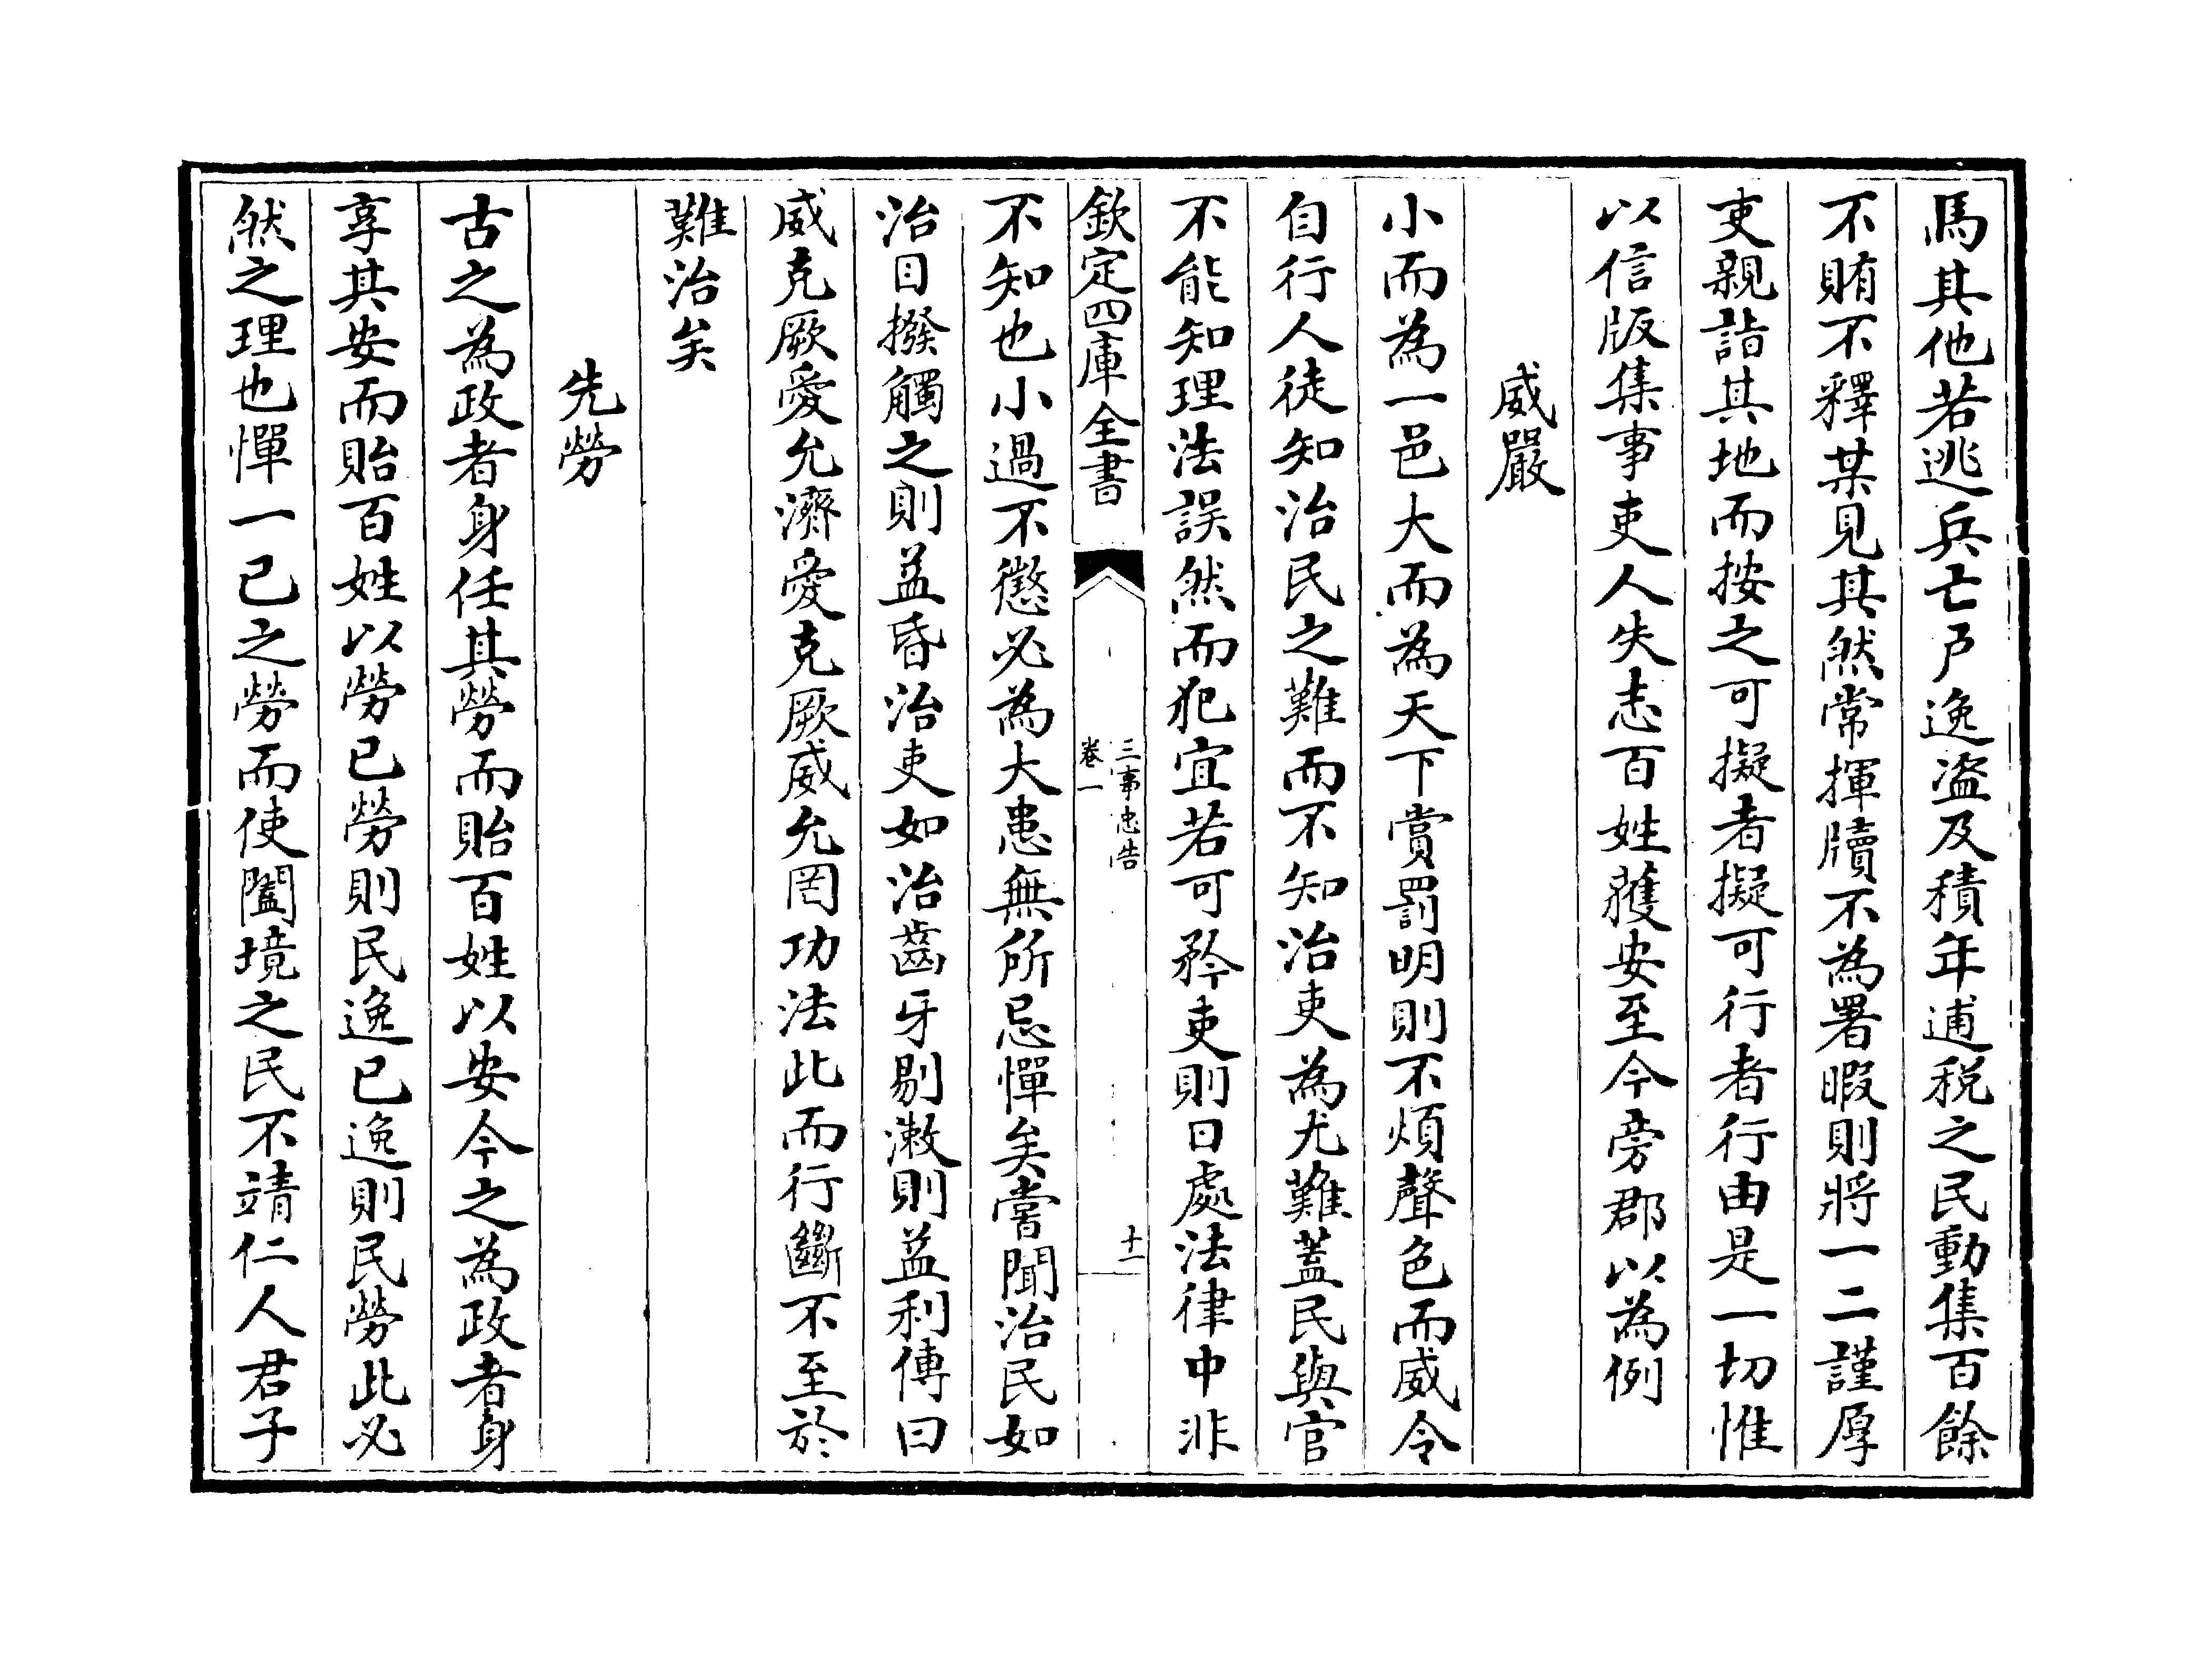 馬其他若逃兵亡户逸盗及積年逋税之民動集百餘
不賄不釋某見其然常揮牘不為署暇則將一二謹厚
吏親詣其地而按之可擬者擬可行者行由是一切惟
以信版集事吏人失志百姓獲安至今旁郡以為例
威嚴
小而為一邑大而為天下賞罰明則不煩聲色而威令
自行人徒知治民之難而不知治吏為尤難蓋民與官
不能知理法誤然而犯宜若可矜吏則日處法律中非
欽定四庫全書
三事忠告
卷一
十一
不知也小過不懲必為大患無所忌憚矣嘗聞治民如
治目撥觸之則益昏治吏如治齒牙剔漱則益利傳曰
威克厥愛允濟愛克厥威允罔功法此而行斷不至於
難治矣
先勞
古之為政者身任其勞而貽百姓以安今之為政者身
享其安而貽百姓以勞已勞則民逸已逸則民勞此必
然之理也憚一已之勞而使闔境之民不靖仁人君子